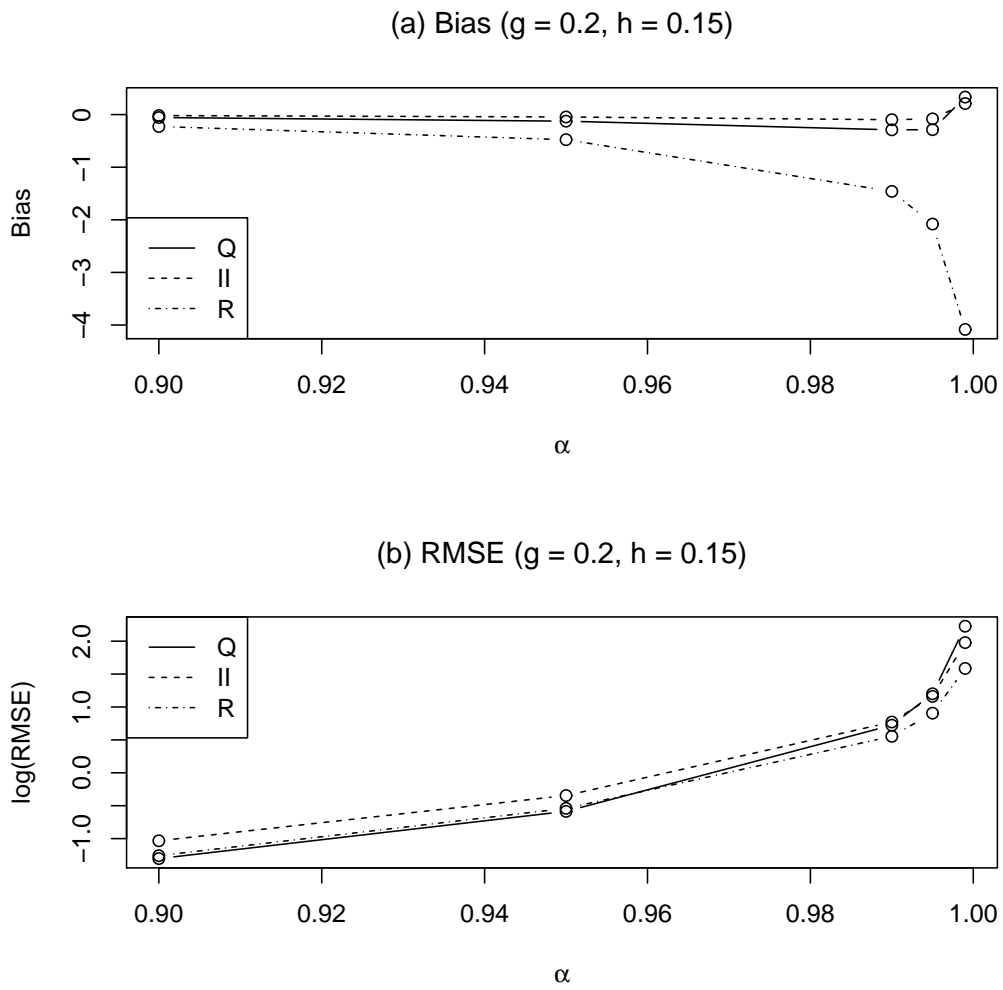 (a) Bias (g = 0.2, h = 0.15)
Bias
0
−1
−2
−3
−4
Q
II
R
0.90 0.92 0.94 0.96 0.98 1.00
α
(b) RMSE (g = 0.2, h = 0.15)
log(RMSE)
2.0
1.0
0.0
−1.0
Q
II
R
0.90 0.92 0.94 0.96 0.98 1.00
α